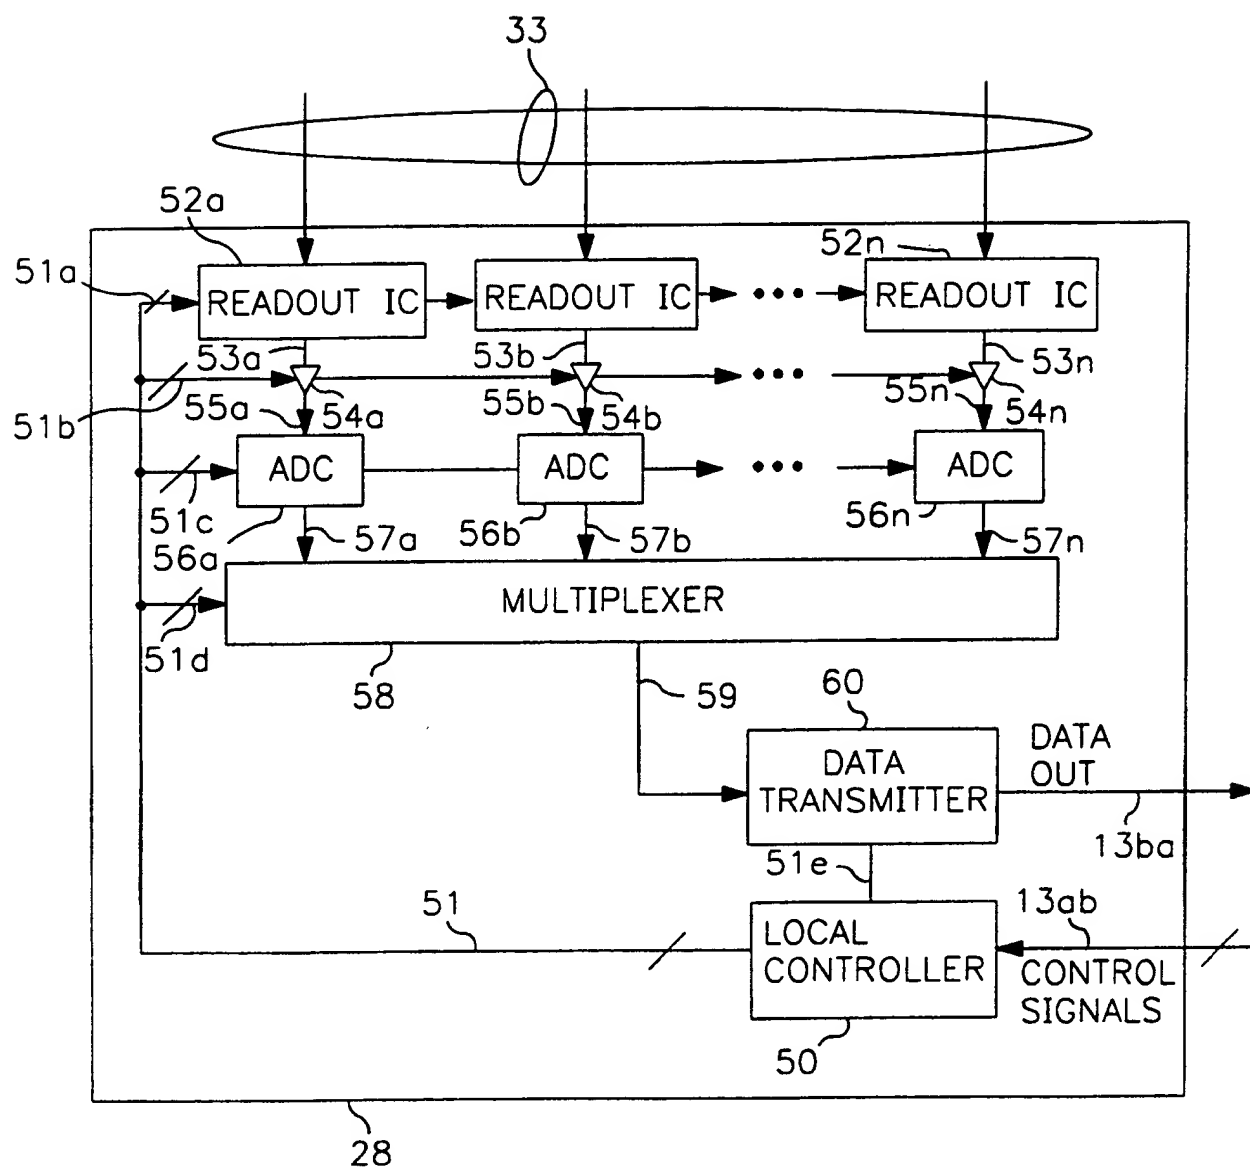 33
52a
52n
51a
READOUT IC
READOUT IC
•••
READOUT IC
53a
53b
53n
•••
51b
55a
54a
55b
54b
55n
54n
ADC
ADC
•••
ADC
51c
56a
57a
56b
57b
56n
57n
MULTIPLEXER
51d
58
59
60
DATA
TRANSMITTER
DATA
OUT
13ba
51e
51
13ab
LOCAL
CONTROLLER
CONTROL
SIGNALS
50
28